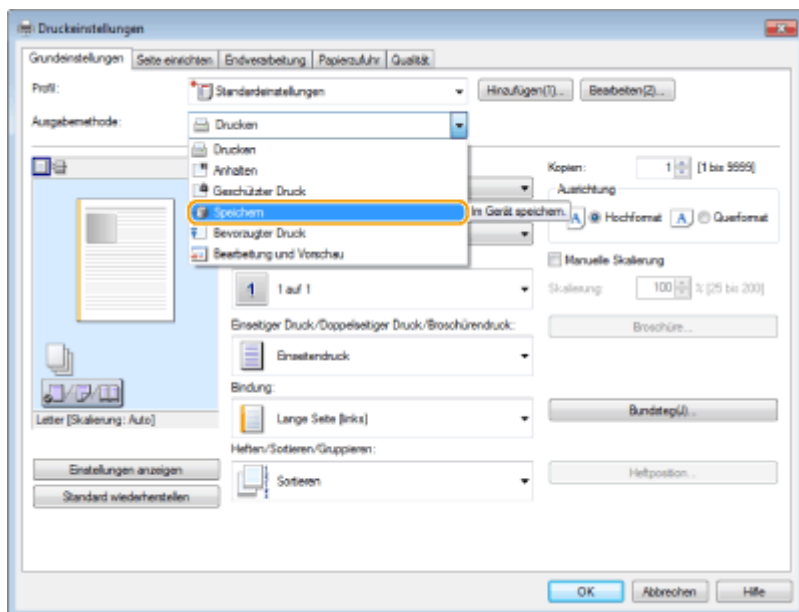 Druckeinstellungen
Grundeinstellungen Seite einrichten Endverarbeitung Papierzufuhr Qualität
Profil: Standardeinstellungen Hinzufügen(1)... Bearbeiten(2)...
Ausgabemethode: Drucken
Drucken
Anhalten
Geschützter Druck
Speichern
Im Gerät speichern.
Bevorzugter Druck
Bearbeitung und Vorschau
Kopien: 1 [1 bis 9999]
Ausrichtung
A Hochformat A Querformat
Manuelle Skalierung
Skalierung: 100 % [25 bis 200]
1 1 auf 1
Einseitiger Druck/Doppelseitiger Druck/Broschürendruck:
Einseitendruck
Broschüre...
Bindung:
Lange Seite [links]
Bundsteg(J)...
Letter [Skalierung: Auto]
Heften/Sortieren/Gruppieren:
Sortieren
Heftposition...
Einstellungen anzeigen
Standard wiederherstellen
OK Abbrechen Hilfe